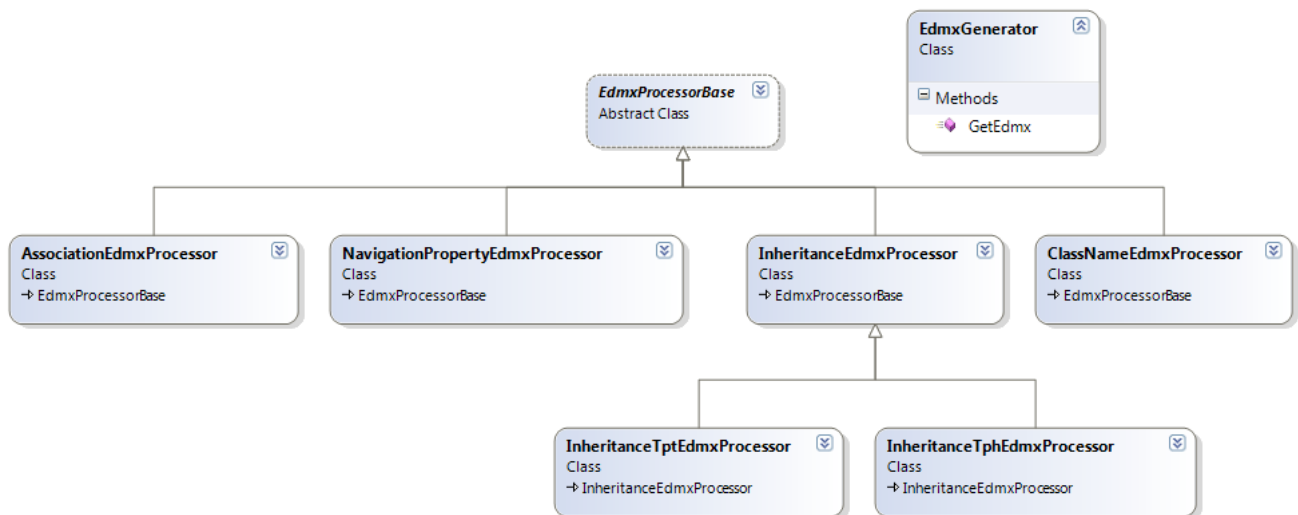 EdmxGenerator
Class
Methods
GetEdmx
EdmxProcessorBase
Abstract Class
AssociationEdmxProcessor
Class
EdmxProcessorBase
NavigationPropertyEdmxProcessor
Class
EdmxProcessorBase
InheritanceEdmxProcessor
Class
EdmxProcessorBase
ClassNameEdmxProcessor
Class
EdmxProcessorBase
InheritanceTptEdmxProcessor
Class
InheritanceEdmxProcessor
InheritanceTphEdmxProcessor
Class
InheritanceEdmxProcessor